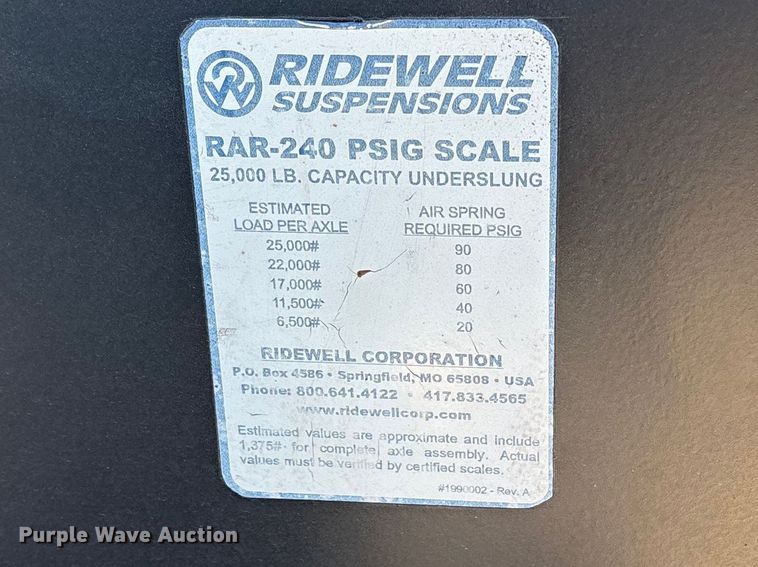 RIDEWELL
SUSPENSIONS
RAR-240 PSIG SCALE
25,000 LB. CAPACITY UNDERSLUNG
ESTIMATED AIR SPRING
LOAD PER AXLE REQUIRED PSIG
25,000# 90
22,000# 80
17,000# 60
11,500# 40
6,500# 20
RIDEWELL CORPORATION
P.O. Box 4586 • Springfield, MO 65808 • USA
Phone: 800.641.4122 • 417.833.4565
www.ridewellcorp.com
Estimated values are approximate and include
1,375# for complete axle assembly. Actual
values must be verified by certified scales.
#1990002 - Rev. A
Purple Wave Auction